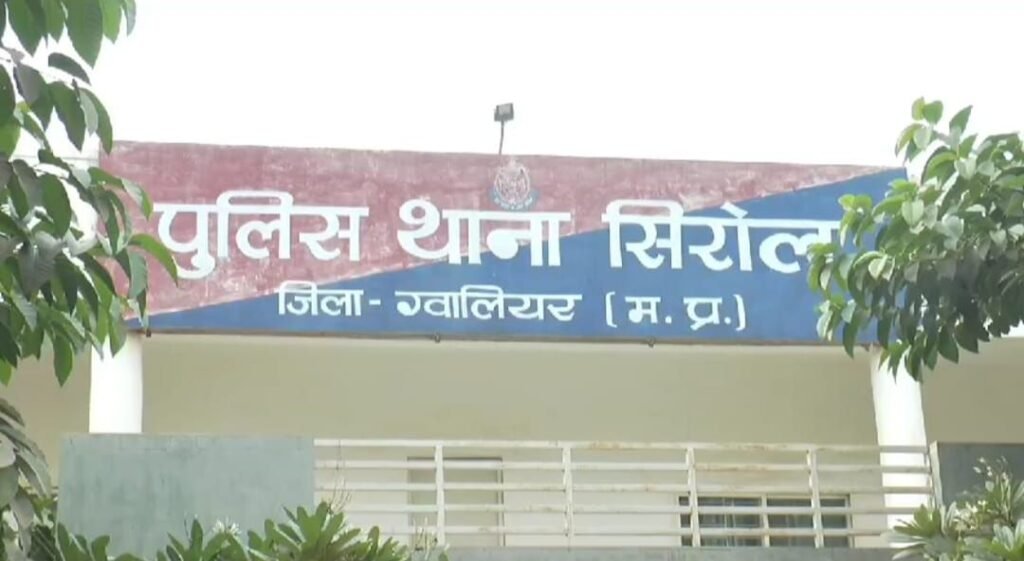 पुलिस थाना सिरोल
जिला - ग्वालियर (म. प्र.)